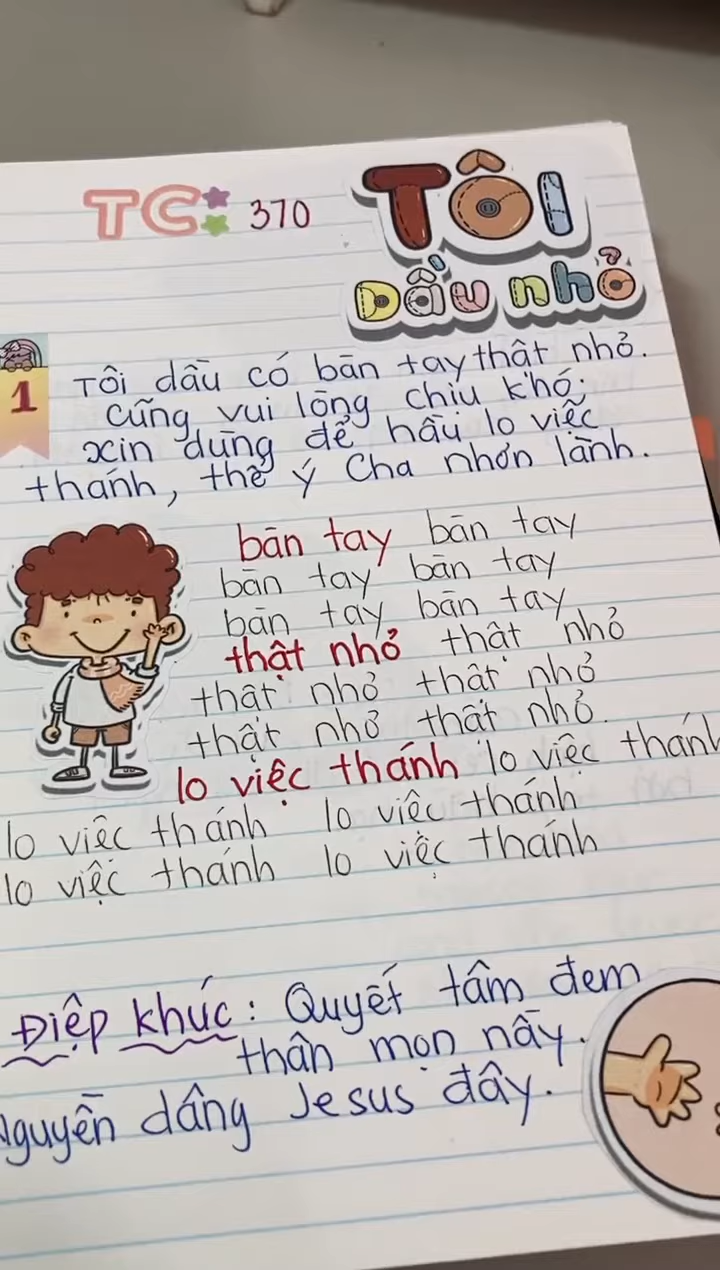 TC: 370
Tôi
Dầu nhỏ
1
Tôi dầu có bàn tay thật nhỏ.
Cũng vui lòng chịu khó.
xin dùng để hầu lo việc
thánh, thể ý Cha nhơn lành.
bàn tay bàn tay
bàn tay bàn tay
bàn tay bàn tay
thật nhỏ thật nhỏ
thật nhỏ thật nhỏ
thật nhỏ thật nhỏ.
lo việc thánh lo việc thánh
lo việc thánh lo việc thánh
lo việc thánh lo việc thánh
Điệp khúc: Quyết tâm đem
thân mọn nầy.
Nguyền dâng Jesus đây.